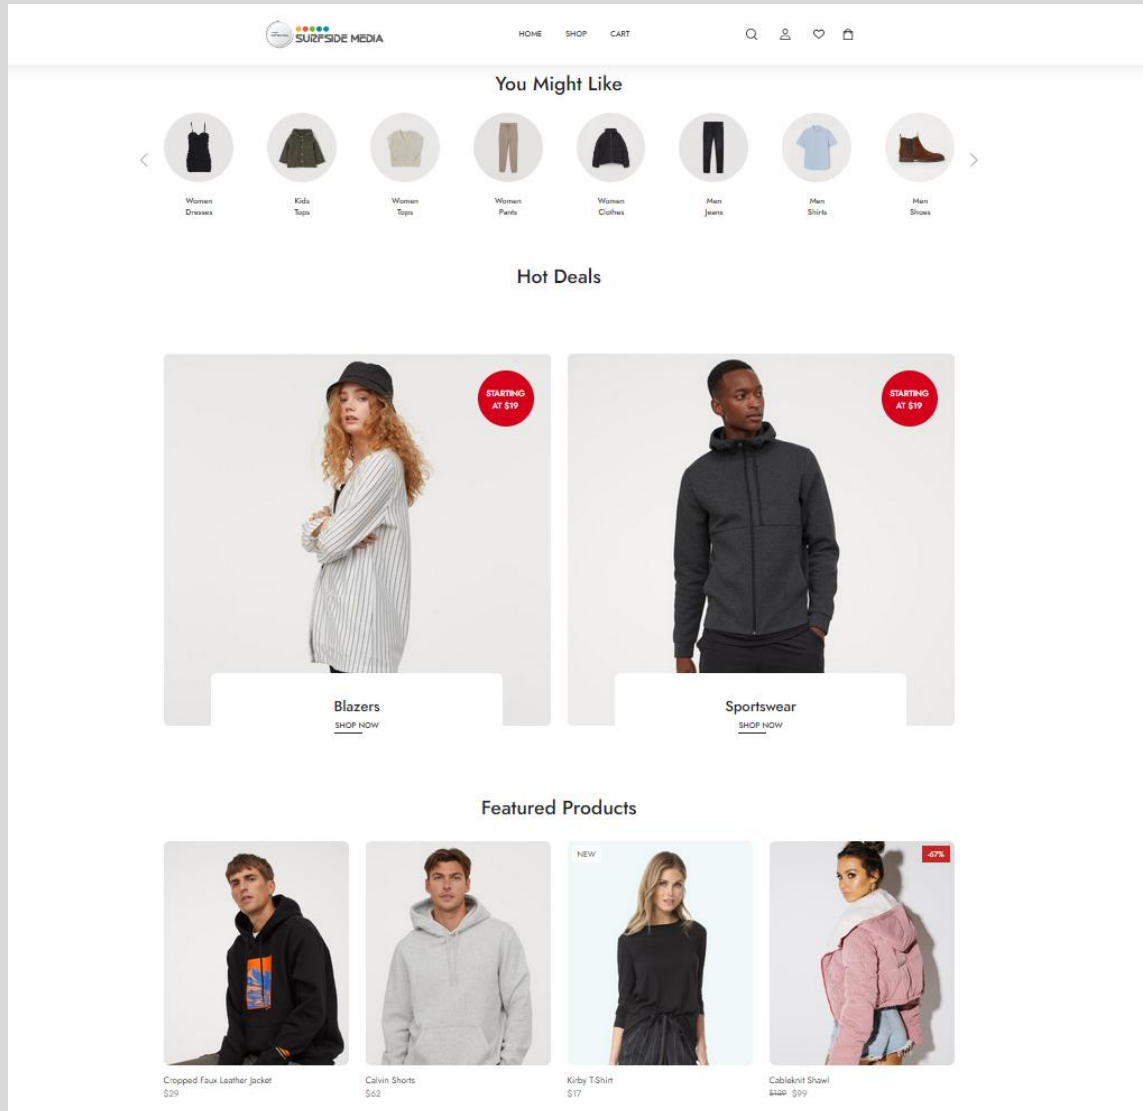 SURFSIDE MEDIA
HOME SHOP CART
You Might Like
Women
Dresses
Kids
Tops
Women
Tops
Women
Pants
Women
Clothes
Men
Jeans
Men
Shirts
Men
Shoes
Hot Deals
STARTING
AT $19
STARTING
AT $19
Blazers
SHOP NOW
Sportswear
SHOP NOW
Featured Products
NEW
-67%
Cropped Faux Leather Jacket
$29
Calvin Shorts
$62
Kirby T-Shirt
$17
Cableknit Shawl
$129 $99